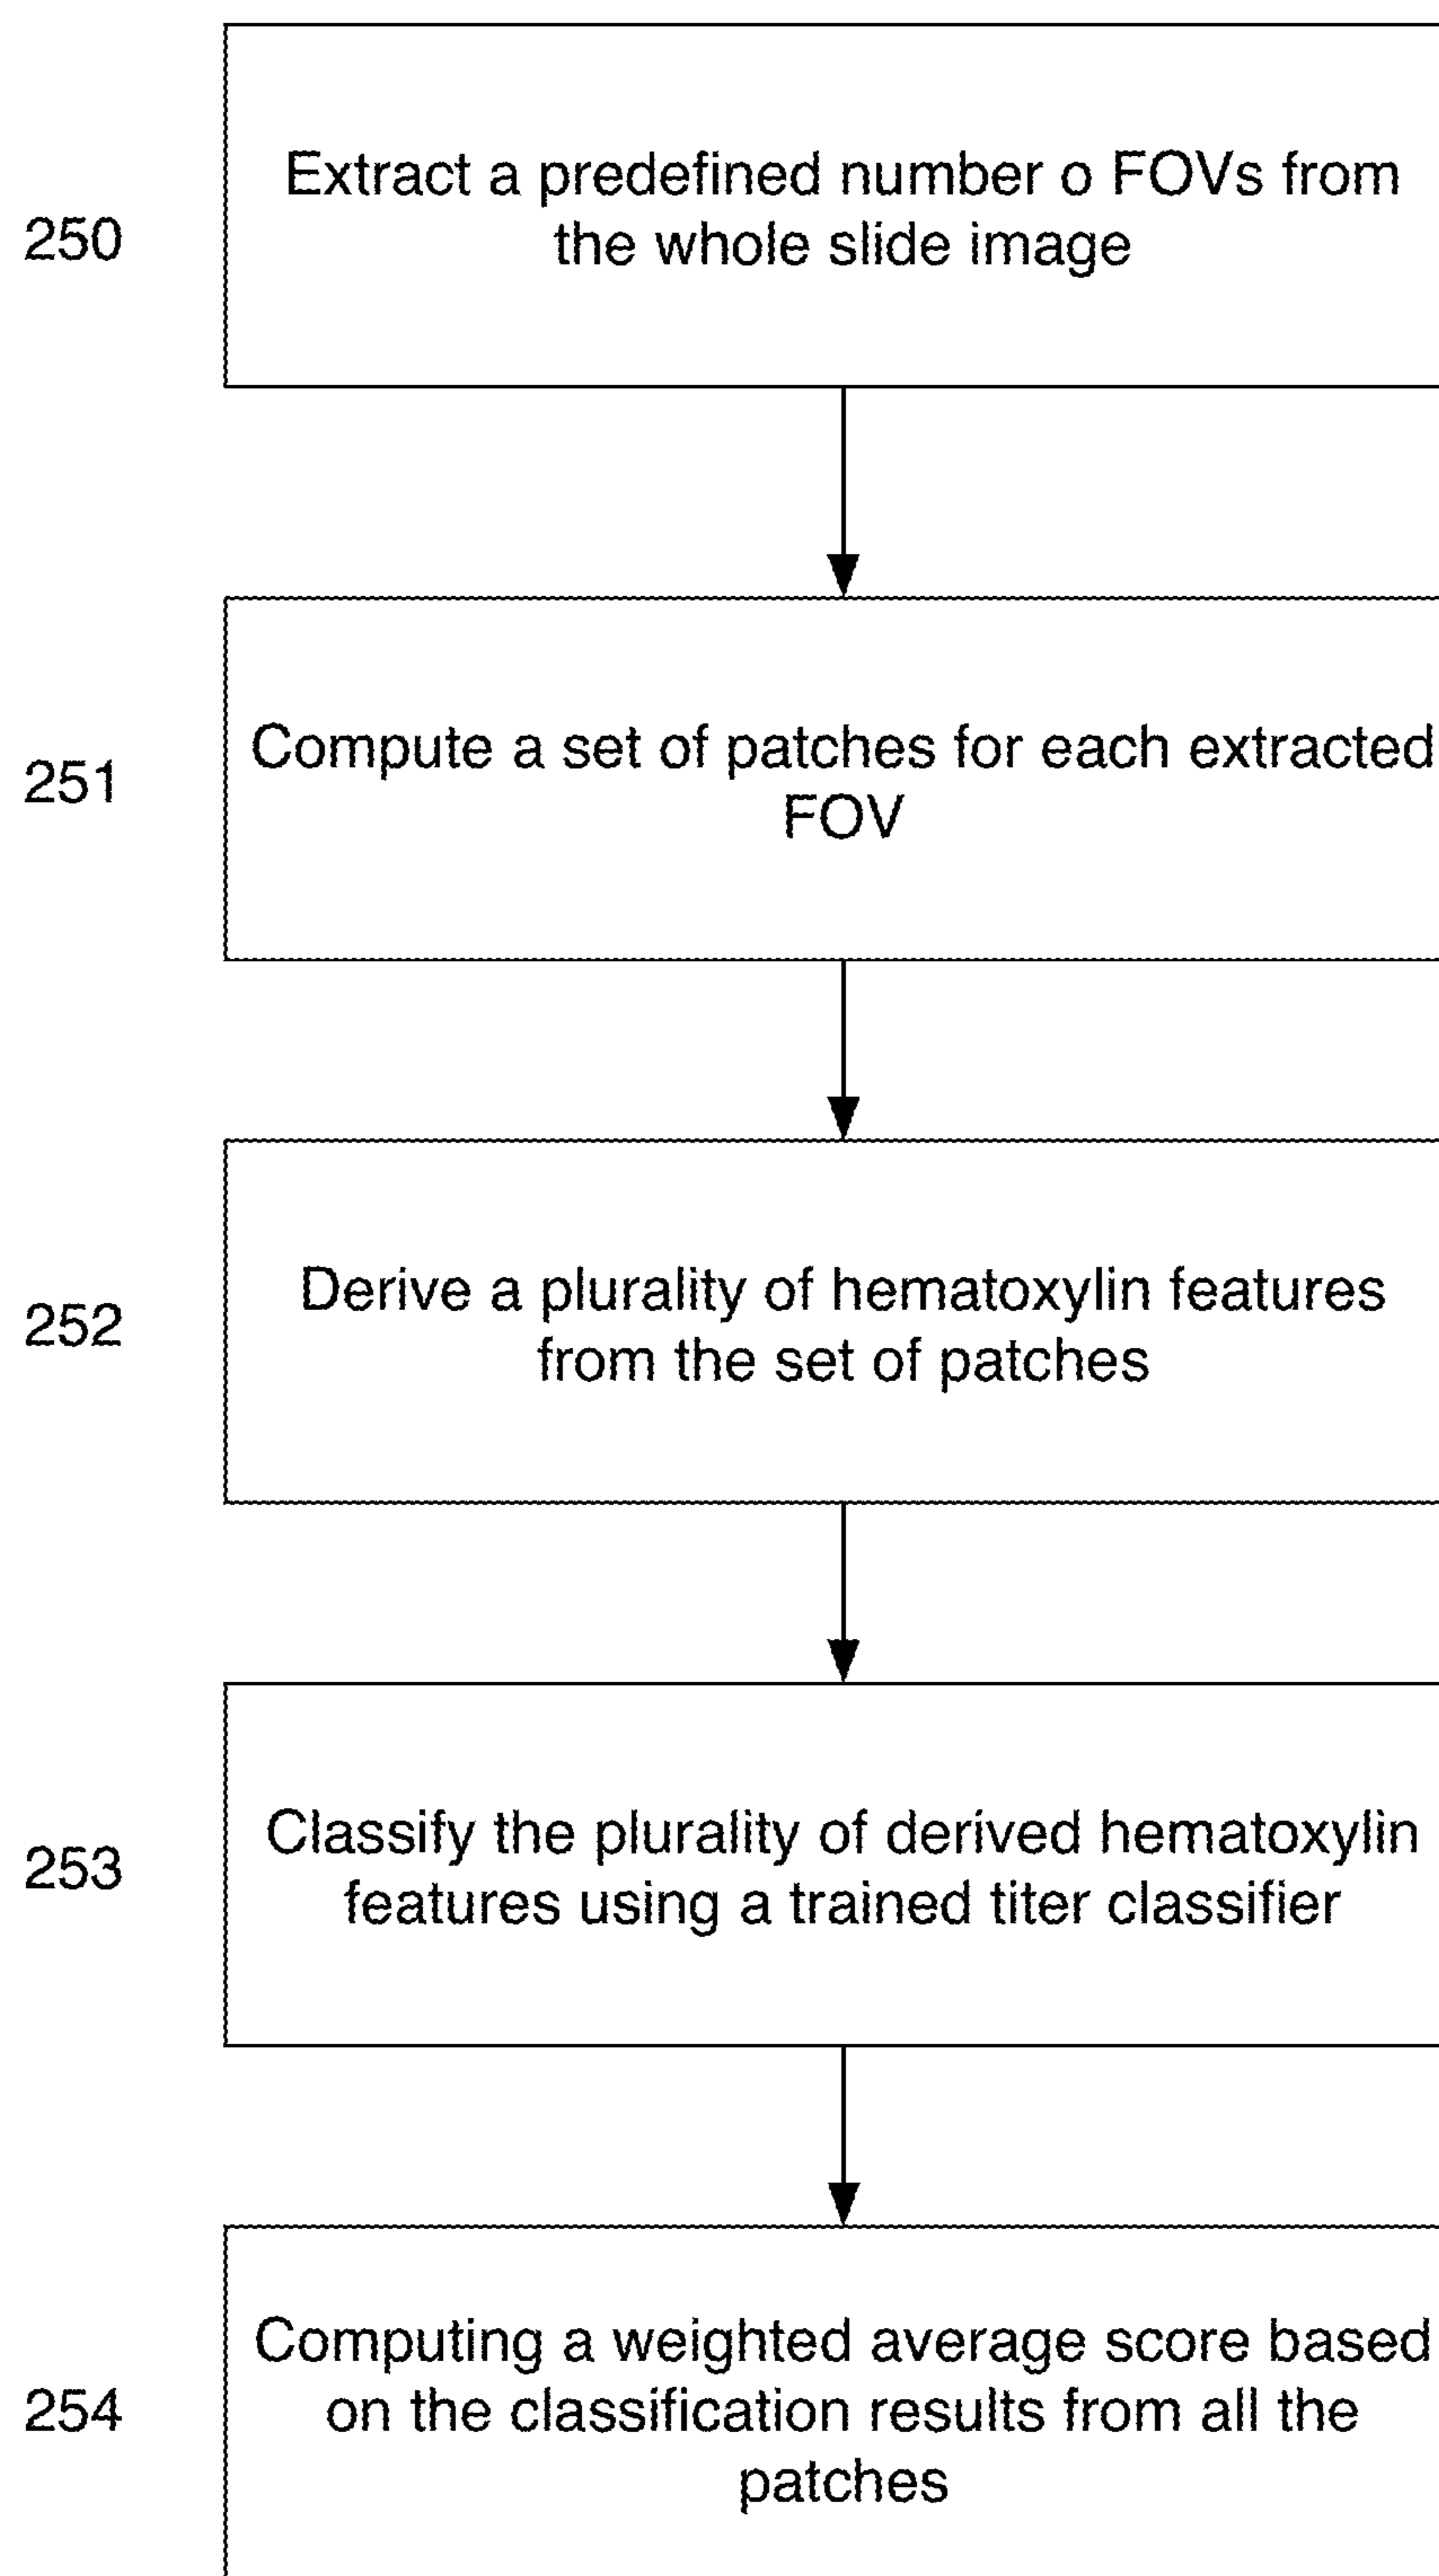 Extract a predefined number o FOVs from
the whole slide image
250
Compute a set of patches for each extracted
FOV
251
Derive a plurality of hematoxylin features
from the set of patches
252
Classify the plurality of derived hematoxylin
features using a trained titer classifier
253
Computing a weighted average score based
on the classification results from all the
patches
254